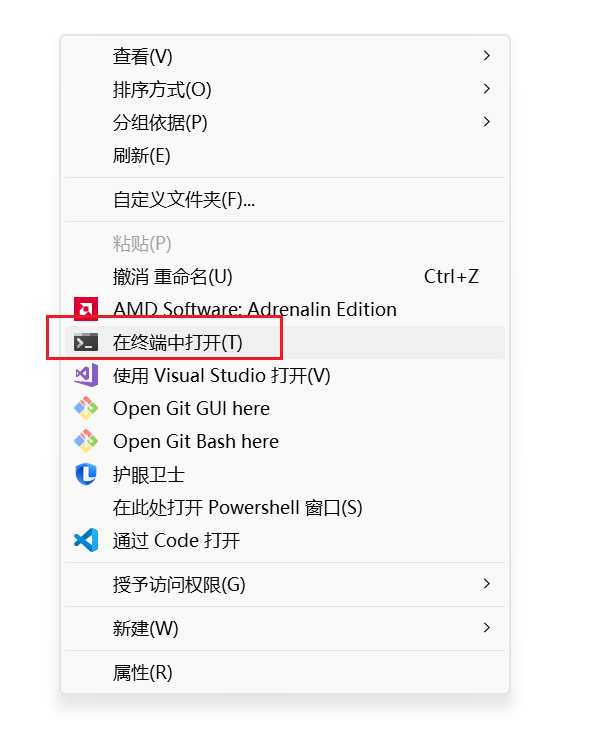 查看(V)
排序方式(O)
分组依据(P)
刷新(E)
自定义文件夹(F)...
粘贴(P)
撤消 重命名(U) Ctrl+Z
AMD Software: Adrenalin Edition
在终端中打开(T)
使用 Visual Studio 打开(V)
Open Git GUI here
Open Git Bash here
护眼卫士
在此处打开 Powershell 窗口(S)
通过 Code 打开
授予访问权限(G)
新建(W)
属性(R)